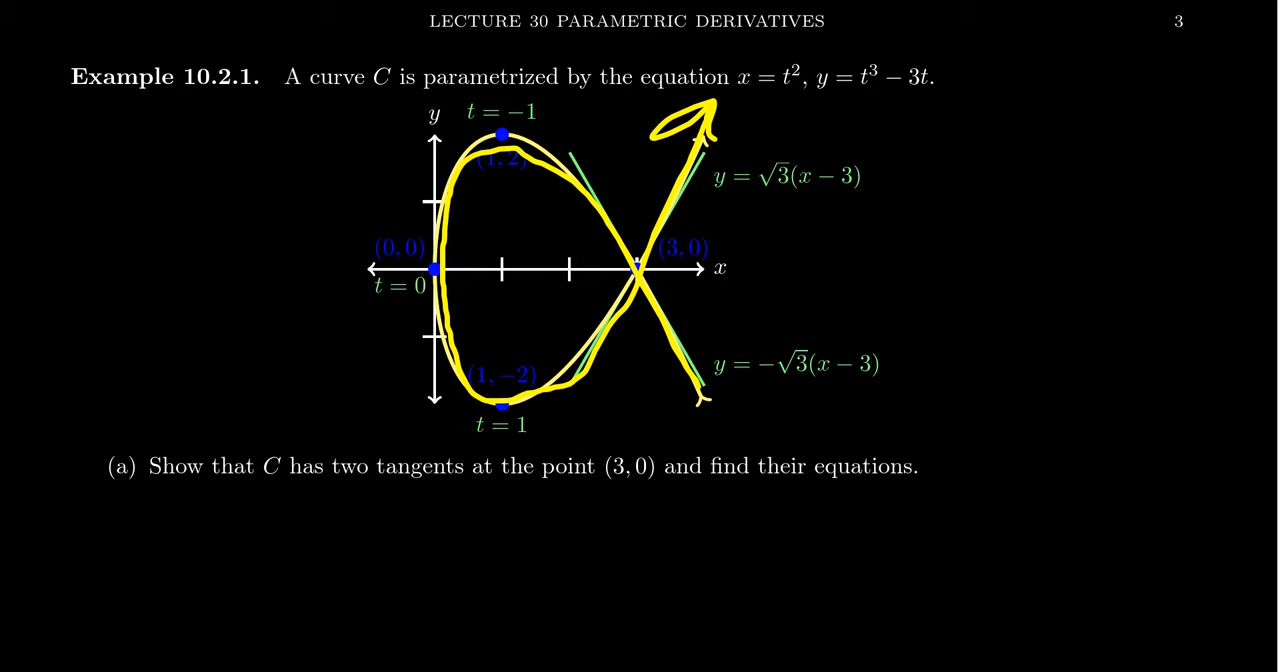 LECTURE 30 PARAMETRIC DERIVATIVES 3
Example 10.2.1. A curve C is parametrized by the equation x = t², y = t³ − 3t.
y t = −1
(1, 2)
y = √3(x − 3)
(0, 0) (3, 0)
x
t = 0
y = −√3(x − 3)
(1, −2)
t = 1
(a) Show that C has two tangents at the point (3, 0) and find their equations.